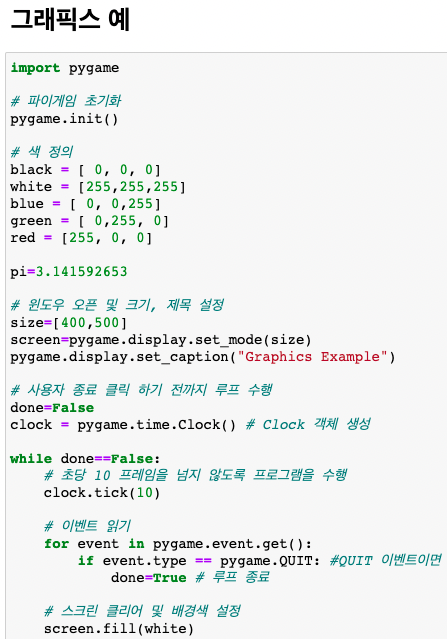 그래픽스 예
import pygame
# 파이게임 초기화
pygame.init()
# 색 정의
black = [ 0, 0, 0]
white = [255,255,255]
blue = [ 0, 0,255]
green = [ 0,255, 0]
red = [255, 0, 0]
pi=3.141592653
# 윈도우 오픈 및 크기, 제목 설정
size=[400,500]
screen=pygame.display.set_mode(size)
pygame.display.set_caption("Graphics Example")
# 사용자 종료 클릭 하기 전까지 루프 수행
done=False
clock = pygame.time.Clock() # Clock 객체 생성
while done==False:
    # 초당 10 프레임을 넘지 않도록 프로그램을 수행
    clock.tick(10)
    # 이벤트 읽기
    for event in pygame.event.get():
        if event.type == pygame.QUIT: #QUIT 이벤트이면
            done=True # 루프 종료
    # 스크린 클리어 및 배경색 설정
    screen.fill(white)